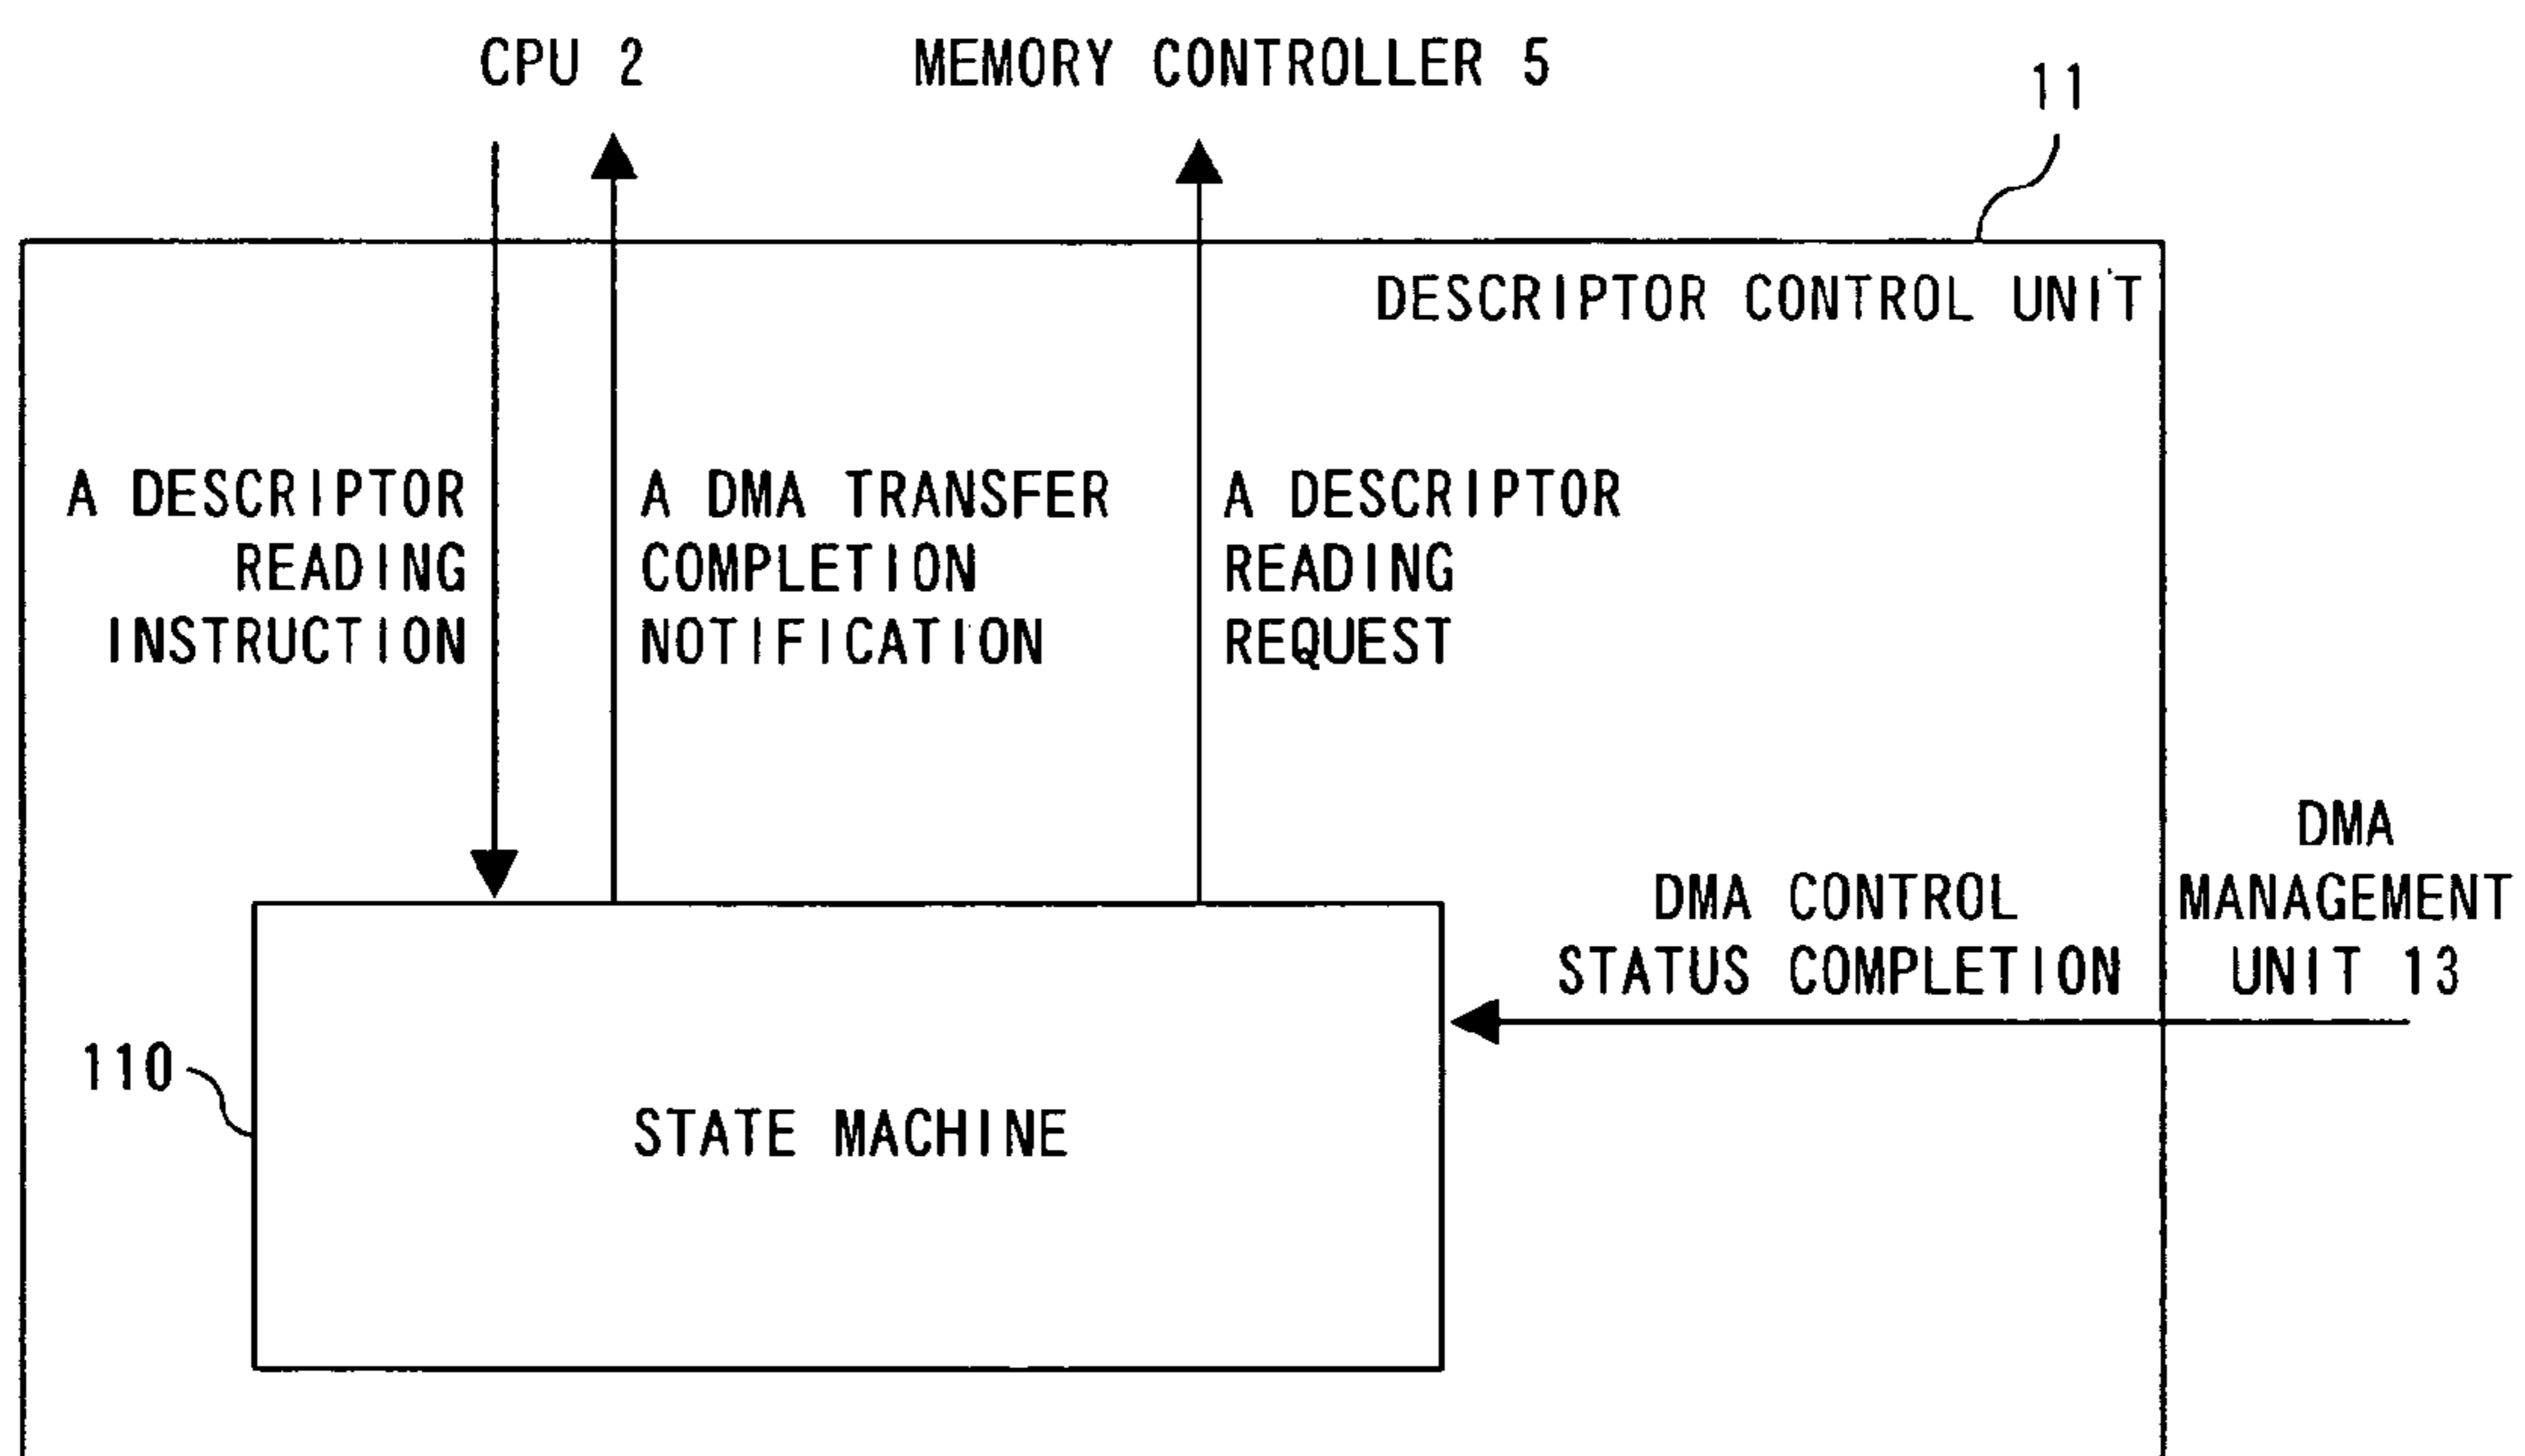 CPU 2
MEMORY CONTROLLER 5
11
DESCRIPTOR CONTROL UNIT
A DESCRIPTOR
READING
INSTRUCTION
A DMA TRANSFER
COMPLETION
NOTIFICATION
A DESCRIPTOR
READING
REQUEST
DMA CONTROL
STATUS COMPLETION
DMA
MANAGEMENT
UNIT 13
110
STATE MACHINE